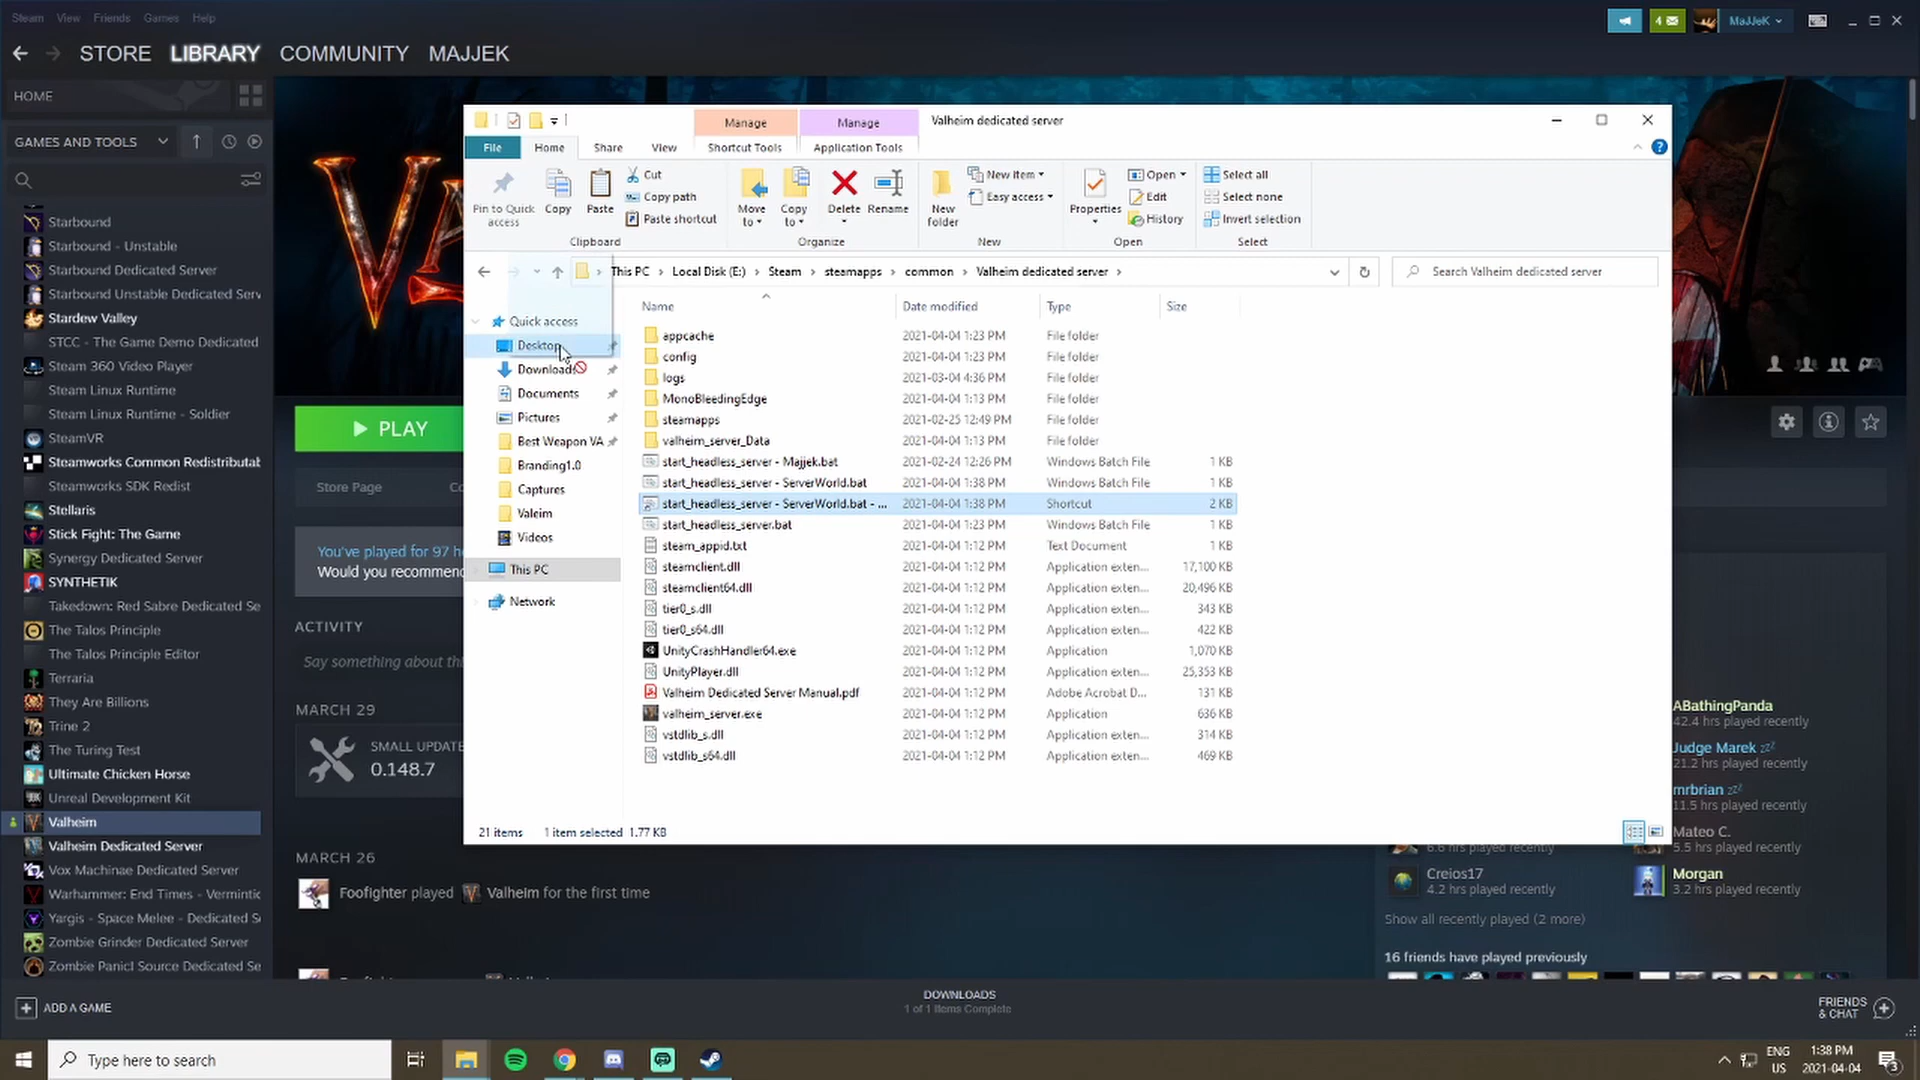 Steam View Friends Games Help
4
MaJJeK
STORE LIBRARY COMMUNITY MAJJEK
HOME
GAMES AND TOOLS
Starbound
Starbound - Unstable
Starbound Dedicated Server
Starbound Unstable Dedicated Serv
Stardew Valley
STCC - The Game Demo Dedicated
Steam 360 Video Player
Steam Linux Runtime
Steam Linux Runtime - Soldier
SteamVR
Steamworks Common Redistributab
Steamworks SDK Redist
Stellaris
Stick Fight: The Game
Synergy Dedicated Server
SYNTHETIK
Takedown: Red Sabre Dedicated Se
The Talos Principle
The Talos Principle Editor
Terraria
They Are Billions
Trine 2
The Turing Test
Ultimate Chicken Horse
Unreal Development Kit
Valheim
Valheim Dedicated Server
Vox Machinae Dedicated Server
Warhammer: End Times - Vermintic
Yargis - Space Melee - Dedicated S
Zombie Grinder Dedicated Server
Zombie Panic! Source Dedicated Se
ADD A GAME
VA
PLAY
Store Page
Co
You've played for 97 h
Would you recommen
ACTIVITY
Say something about thi
MARCH 29
SMALL UPDATE
0.148.7
MARCH 26
Foofighter played Valheim for the first time
Manage Manage Valheim dedicated server
File Home Share View Shortcut Tools Application Tools
Pin to Quick access
Copy
Paste
Cut
Copy path
Paste shortcut
Clipboard
Move to
Copy to
Delete
Rename
Organize
New folder
New item
Easy access
New
Properties
Open
Edit
History
Open
Select all
Select none
Invert selection
Select
This PC › Local Disk (E:) › Steam › steamapps › common › Valheim dedicated server ›
Search Valheim dedicated server
Quick access
Desktop
Downloads
Documents
Pictures
Best Weapon VA
Branding1.0
Captures
Valeim
Videos
This PC
Network
Name Date modified Type Size
appcache 2021-04-04 1:23 PM File folder
config 2021-04-04 1:23 PM File folder
logs 2021-03-04 4:36 PM File folder
MonoBleedingEdge 2021-04-04 1:13 PM File folder
steamapps 2021-02-25 12:49 PM File folder
valheim_server_Data 2021-04-04 1:13 PM File folder
start_headless_server - Majjek.bat 2021-02-24 12:26 PM Windows Batch File 1 KB
start_headless_server - ServerWorld.bat 2021-04-04 1:38 PM Windows Batch File 1 KB
start_headless_server - ServerWorld.bat - ... 2021-04-04 1:38 PM Shortcut 2 KB
start_headless_server.bat 2021-04-04 1:23 PM Windows Batch File 1 KB
steam_appid.txt 2021-04-04 1:12 PM Text Document 1 KB
steamclient.dll 2021-04-04 1:12 PM Application exten... 17,100 KB
steamclient64.dll 2021-04-04 1:12 PM Application exten... 20,496 KB
tier0_s.dll 2021-04-04 1:12 PM Application exten... 343 KB
tier0_s64.dll 2021-04-04 1:12 PM Application exten... 422 KB
UnityCrashHandler64.exe 2021-04-04 1:12 PM Application 1,070 KB
UnityPlayer.dll 2021-04-04 1:12 PM Application exten... 25,353 KB
Valheim Dedicated Server Manual.pdf 2021-04-04 1:12 PM Adobe Acrobat D... 131 KB
valheim_server.exe 2021-04-04 1:12 PM Application 636 KB
vstdlib_s.dll 2021-04-04 1:12 PM Application exten... 314 KB
vstdlib_s64.dll 2021-04-04 1:12 PM Application exten... 469 KB
21 items 1 item selected 1.77 KB
ABathingPanda
42.4 hrs played recently
Judge Marek zzZ
21.2 hrs played recently
mrbrian zzZ
11.5 hrs played recently
Mateo C.
6.6 hrs played recently
5.5 hrs played recently
Creios17
4.2 hrs played recently
Morgan
3.2 hrs played recently
Show all recently played (2 more)
16 friends have played previously
DOWNLOADS
1 of 1 Items Complete
FRIENDS
& CHAT
Type here to search
ENG
US
1:38 PM
2021-04-04
3